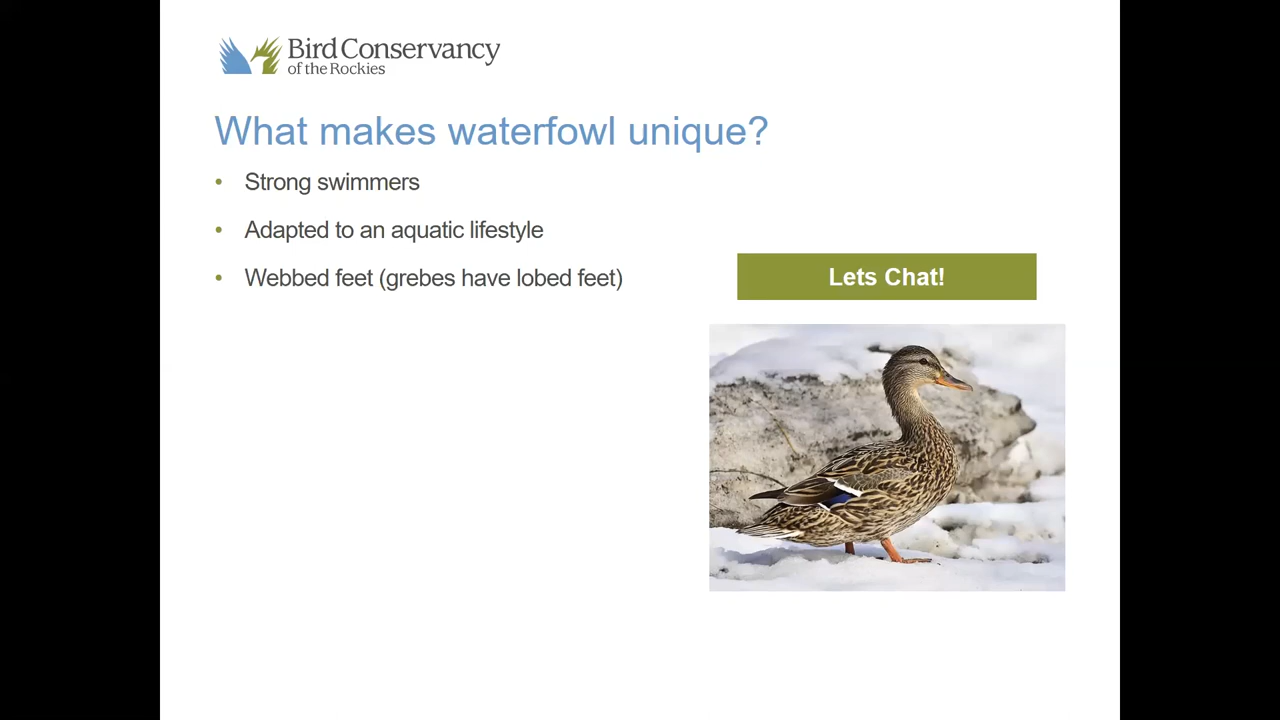 Bird Conservancy
of the Rockies
What makes waterfowl unique?
• Strong swimmers
• Adapted to an aquatic lifestyle
• Webbed feet (grebes have lobed feet)
Lets Chat!